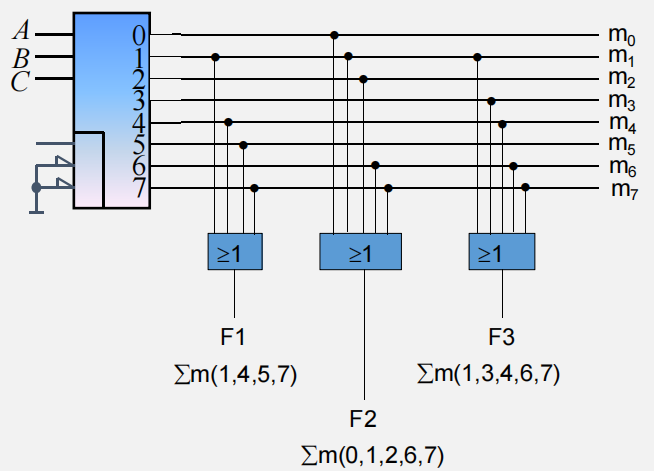 A 0 m0
B 1 m1
C 2 m2
3 m3
4 m4
5 m5
6 m6
7 m7
≥1 ≥1 ≥1
F1 F3
∑m(1,4,5,7) ∑m(1,3,4,6,7)
F2
∑m(0,1,2,6,7)